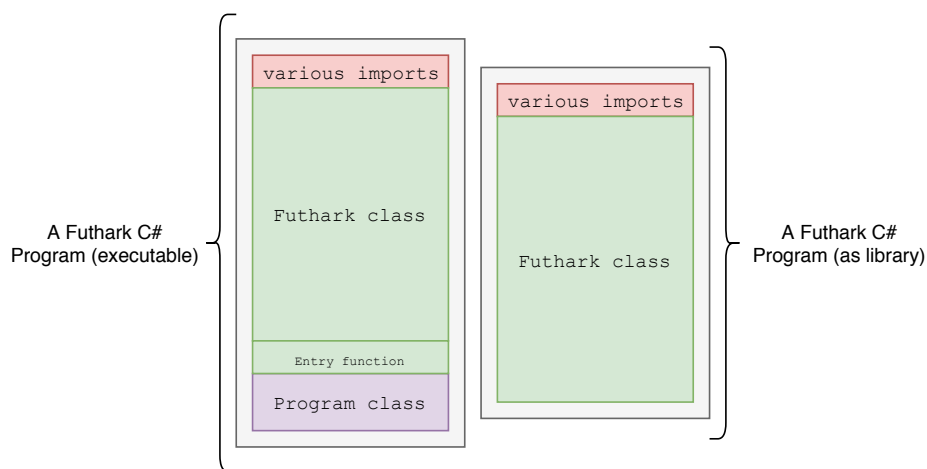 A Futhark C#
Program (executable)
various imports
Futhark class
Entry function
Program class
various imports
Futhark class
A Futhark C#
Program (as library)